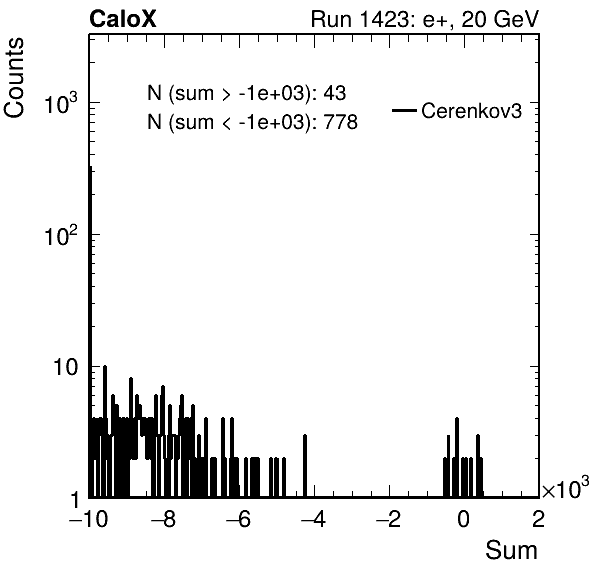 CaloX
Run 1423: e+, 20 GeV
Counts
N (sum > -1e+03): 43
N (sum < -1e+03): 778
Cerenkov3
10³
10²
10
1
−10 −8 −6 −4 −2 0 2
×10³
Sum